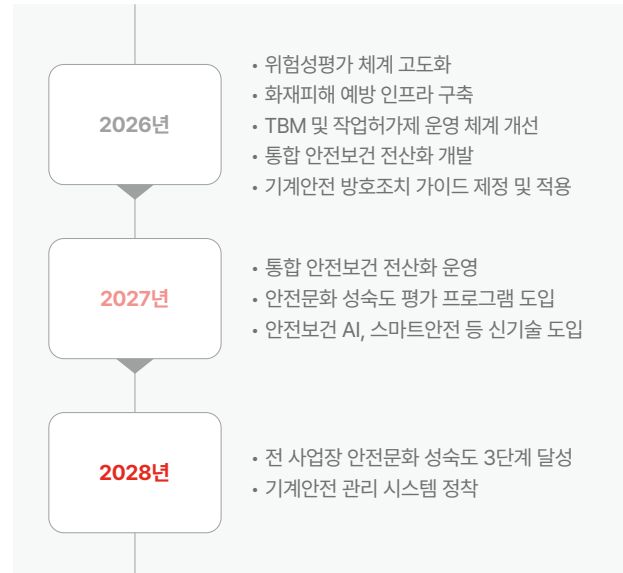 2026년
• 위험성평가 체계 고도화
• 화재피해 예방 인프라 구축
• TBM 및 작업허가제 운영 체계 개선
• 통합 안전보건 전산화 개발
• 기계안전 방호조치 가이드 제정 및 적용
2027년
• 통합 안전보건 전산화 운영
• 안전문화 성숙도 평가 프로그램 도입
• 안전보건 AI, 스마트안전 등 신기술 도입
2028년
• 전 사업장 안전문화 성숙도 3단계 달성
• 기계안전 관리 시스템 정착